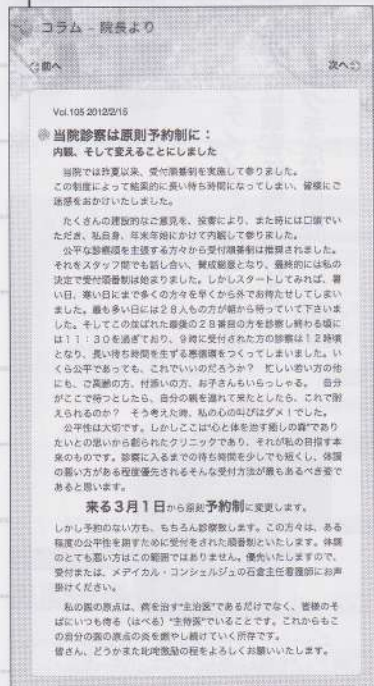 コラム - 院長より
前へ 次へ
Vol.105 2012/2/15
当院診察は原則予約制に：
内観、そして変えることにしました
当院では昨夏以来、受付順番制を実施して参りました。
この制度によって結果的に長い待ち時間になってしまい、皆様にご
迷惑をおかけいたしました。
たくさんの建設的なご意見を、投書により、また時には口頭でい
ただき、私自身、年末年始にかけて内観して参りました。
公平な診察順を主張する方々から受付順番制は推奨されました。
それをスタッフ間でも話し合い、賛成総意となり、最終的には私の
決定で受付順番制は始まりました。しかしスタートしてみれば、暑
い日、寒い日にまで多くの方々を早くから外でお待たせしてしまい
ました。最も多い日には２８人もの方が朝から待っていて下さいま
した。そしてこの並ばれた最後の２８番目の方を診察し終わる頃に
は１１：３０を過ぎており、９時に受付された方の診察は１２時頃
となり、長い待ち時間を生ずる悪循環をつくってしまいました。い
くら公平であっても、これでいいのだろうか？ 忙しい若い方の他
にも、ご高齢の方、付添いの方、お子さんもいらっしゃる。 自分
がここで待つとしたら、自分の親を連れて来たとしたら、これで耐
えられるのか？ そう考えた時、私の心の叫びはダメ！でした。
公平性は大切です。しかしここは“心と体を治す癒しの森”であり
たいとの思いから創られたクリニックであり、それが私の目指す本
来のものです。診察に入るまでの待ち時間を少しでも短くし、体調
の悪い方がある程度優先されるそんな受付方法が最もあるべき姿で
あると思います。
来る３月１日から原則予約制に変更します。
しかし予約のない方も、もちろん診察致します。この方々は、ある
程度の公平性を期すために受付をされた順番制といたします。体調
のとても悪い方はこの範囲ではありません。優先いたしますので、
受付または、メディカル・コンシェルジュの石倉主任看護師にお声
掛けください。
私の医の原点は、病を治す“主治医”であるだけでなく、皆様のそ
ばにいつも侍る（はべる）“主侍医”でいることです。これからもこ
の自分の医の原点の炎を燃やし続けていく所存です。
皆さん、どうかまた叱咤激励の程をよろしくお願いいたします。